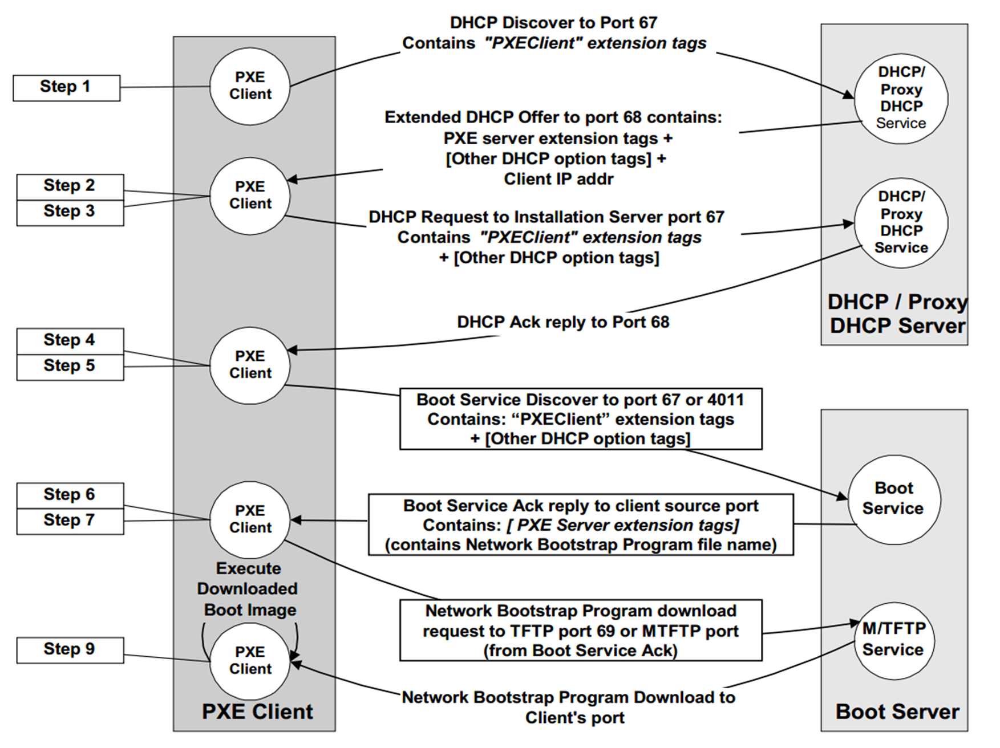 DHCP Discover to Port 67
Contains "PXEClient" extension tags
Step 1
PXE
Client
DHCP/
Proxy
DHCP
Service
Extended DHCP Offer to port 68 contains:
PXE server extension tags +
[Other DHCP option tags] +
Client IP addr
Step 2
Step 3
PXE
Client
DHCP Request to Installation Server port 67
Contains "PXEClient" extension tags
+ [Other DHCP option tags]
DHCP/
Proxy
DHCP
Service
DHCP / Proxy
DHCP Server
DHCP Ack reply to Port 68
Step 4
Step 5
PXE
Client
Boot Service Discover to port 67 or 4011
Contains: “PXEClient” extension tags
+ [Other DHCP option tags]
Boot
Service
Step 6
Step 7
PXE
Client
Boot Service Ack reply to client source port
Contains: [ PXE Server extension tags]
(contains Network Bootstrap Program file name)
Execute
Downloaded
Boot Image
Network Bootstrap Program download
request to TFTP port 69 or MTFTP port
(from Boot Service Ack)
M/TFTP
Service
Step 9
PXE
Client
Network Bootstrap Program Download to
Client's port
PXE Client
Boot Server